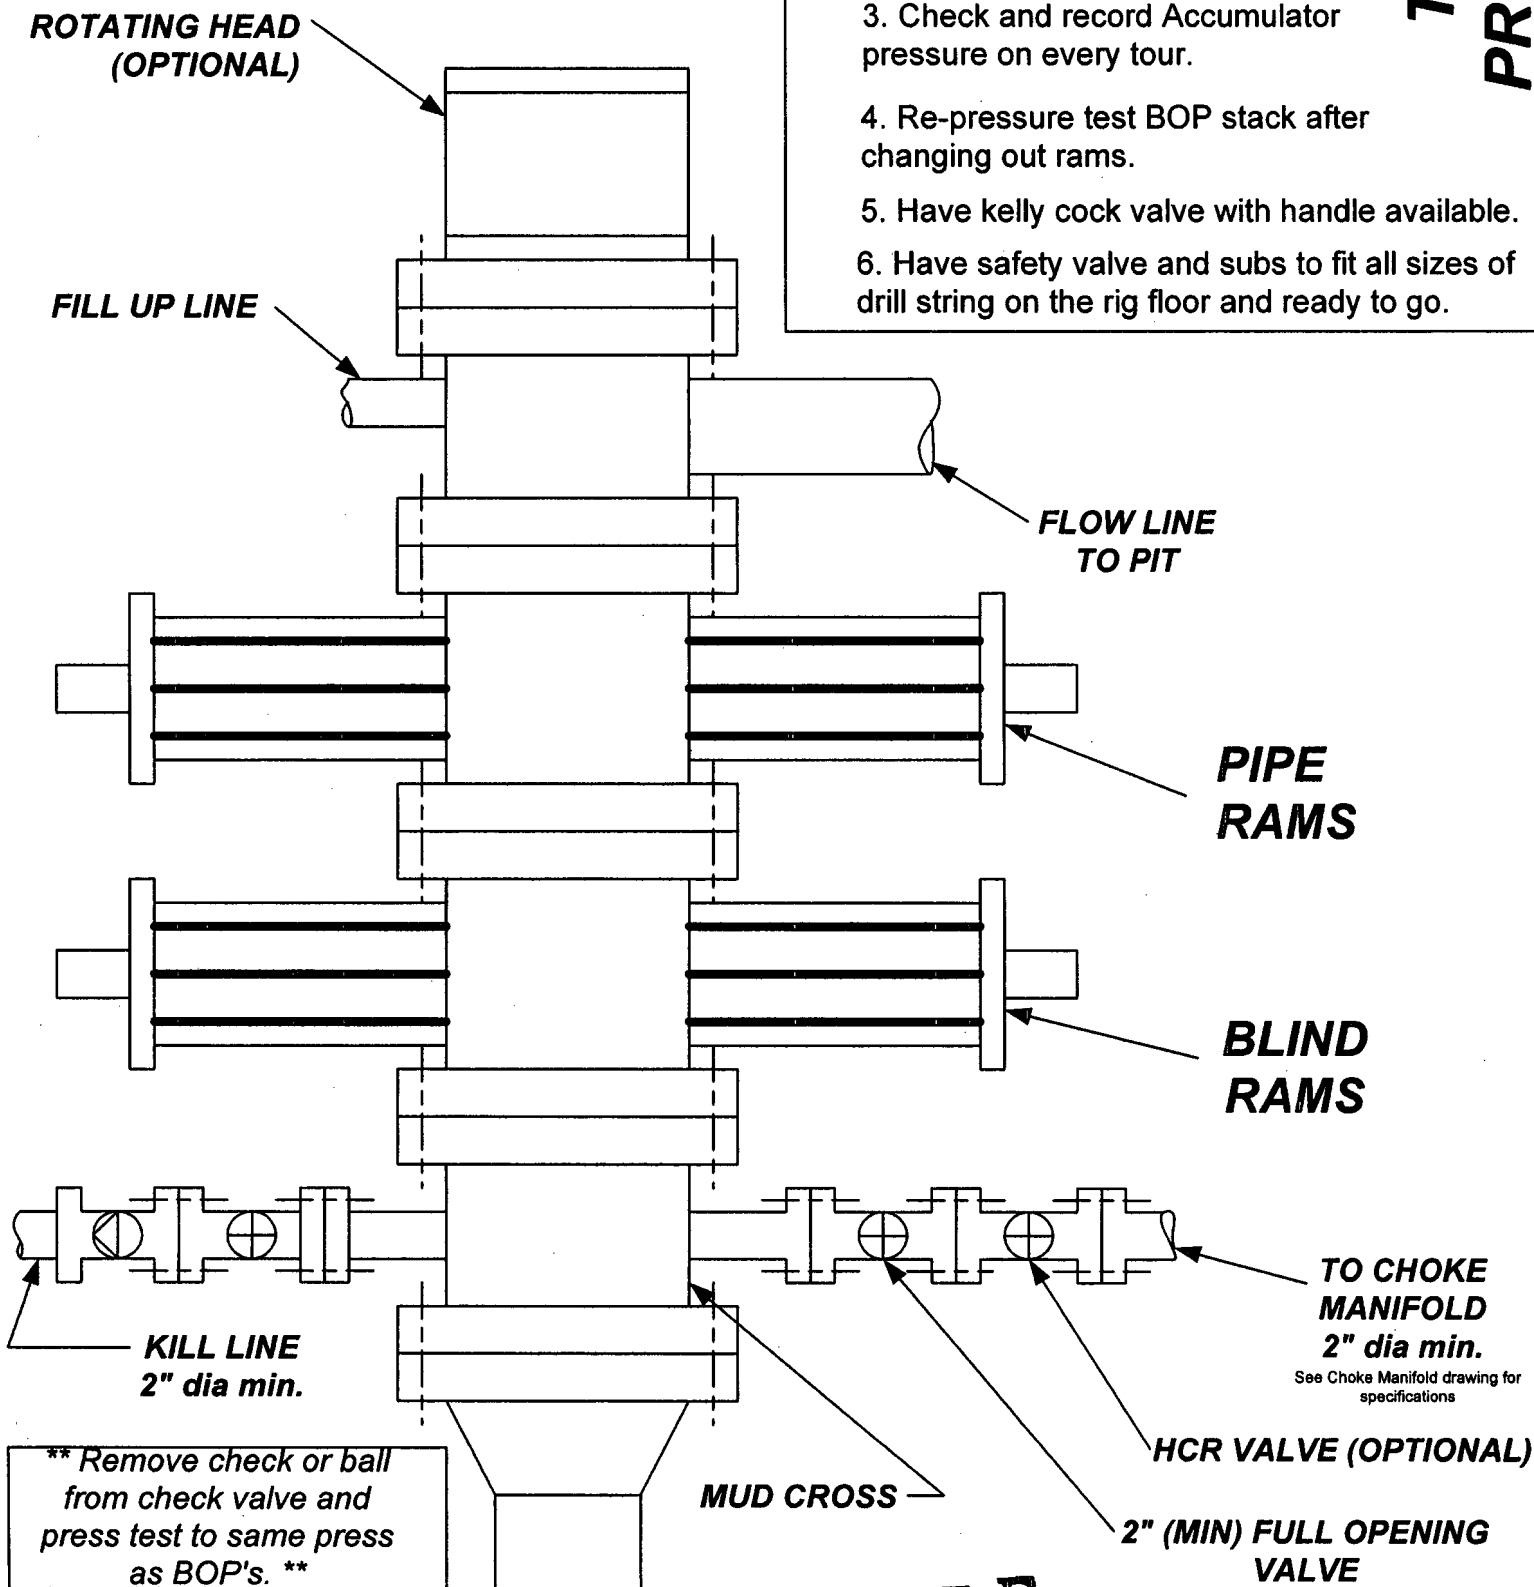 ROTATING HEAD
(OPTIONAL)
3. Check and record Accumulator
pressure on every tour.
4. Re-pressure test BOP stack after
changing out rams.
5. Have kelly cock valve with handle available.
6. Have safety valve and subs to fit all sizes of
drill string on the rig floor and ready to go.
PR
FILL UP LINE
FLOW LINE
TO PIT
PIPE
RAMS
BLIND
RAMS
KILL LINE
2" dia min.
TO CHOKE
MANIFOLD
2" dia min.
See Choke Manifold drawing for
specifications
HCR VALVE (OPTIONAL)
MUD CROSS
2" (MIN) FULL OPENING
VALVE
** Remove check or ball
from check valve and
press test to same press
as BOP's. **